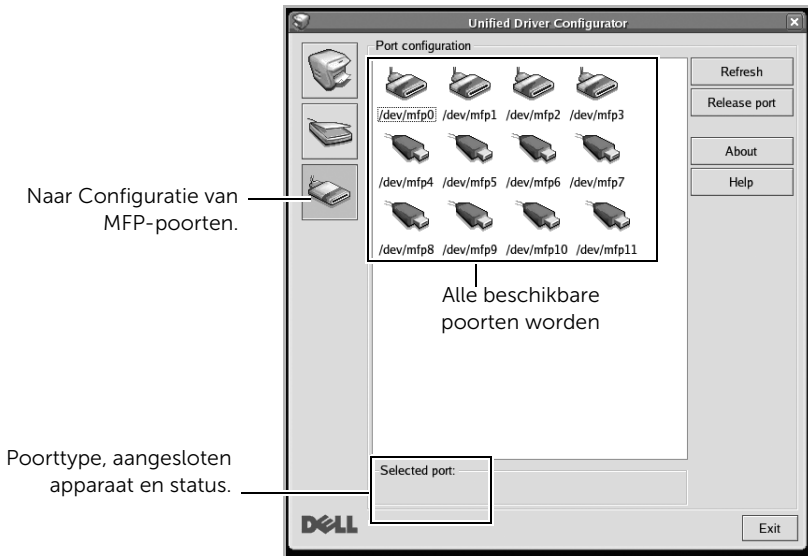 Unified Driver Configurator
Port configuration
/dev/mfp0 /dev/mfp1 /dev/mfp2 /dev/mfp3
/dev/mfp4 /dev/mfp5 /dev/mfp6 /dev/mfp7
/dev/mfp8 /dev/mfp9 /dev/mfp10 /dev/mfp11
Refresh
Release port
About
Help
Naar Configuratie van
MFP-poorten.
Alle beschikbare
poorten worden
Poorttype, aangesloten
apparaat en status.
Selected port:
DELL
Exit